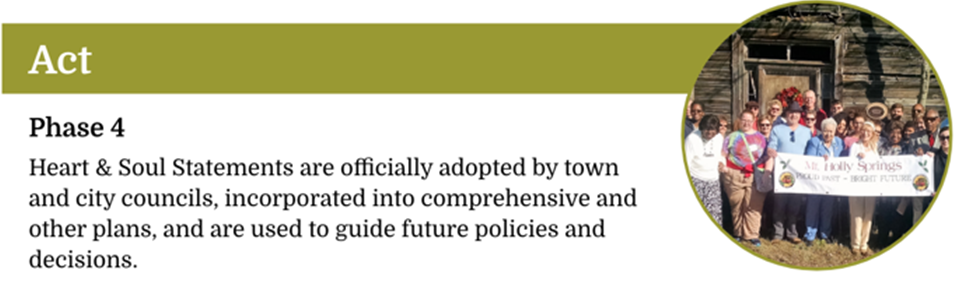 Act
Phase 4
Heart & Soul Statements are officially adopted by town
and city councils, incorporated into comprehensive and
other plans, and are used to guide future policies and
decisions.
Mt. Holly Springs
PROUD PAST - BRIGHT FUTURE